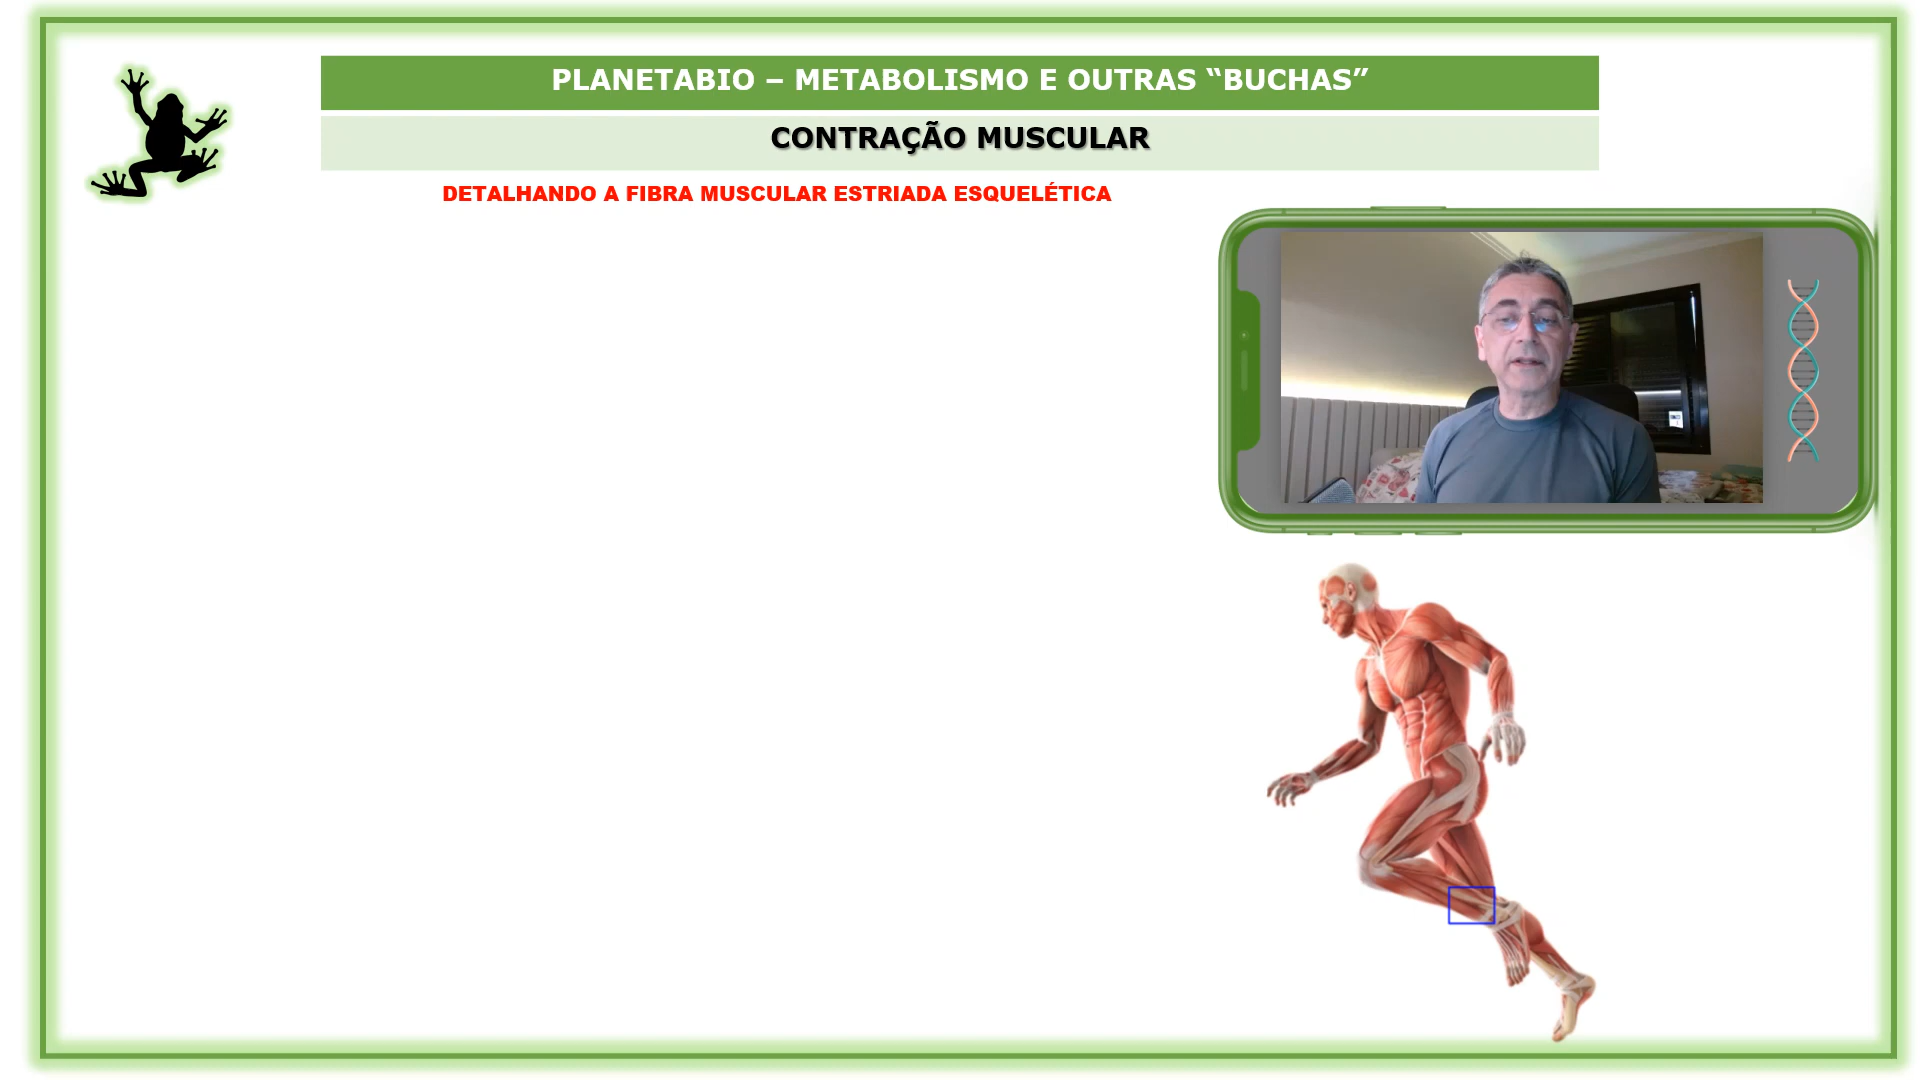 PLANETABIO – METABOLISMO E OUTRAS “BUCHAS”
CONTRAÇÃO MUSCULAR
DETALHANDO A FIBRA MUSCULAR ESTRIADA ESQUELÉTICA